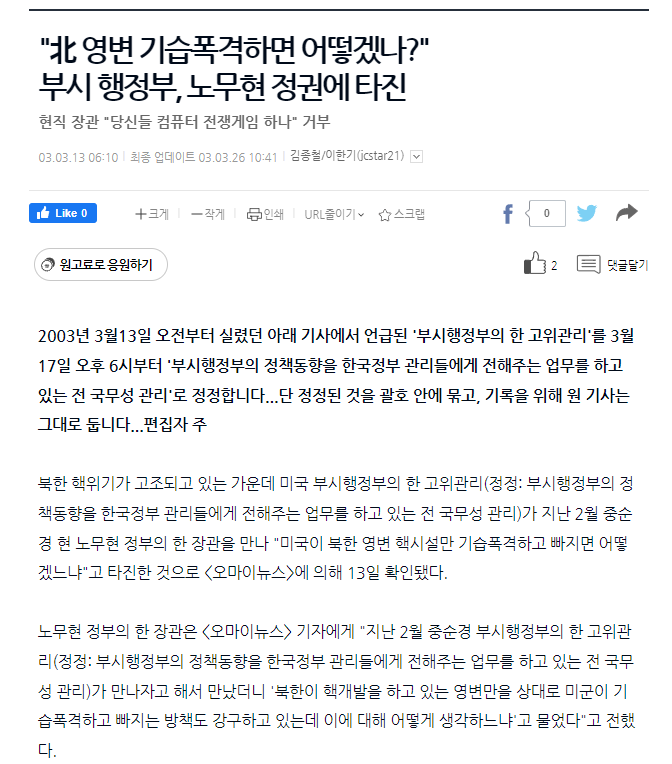 "北 영변 기습폭격하면 어떻겠나?"
부시 행정부, 노무현 정권에 타진
현직 장관 "당신들 컴퓨터 전쟁게임 하나" 거부
03.03.13 06:10 최종 업데이트 03.03.26 10:41 김종철/이한기(jcstar21)
Like 0 크게 작게 인쇄 URL줄이기 스크랩 0
원고료로 응원하기 2 댓글달기
2003년 3월13일 오전부터 실렸던 아래 기사에서 언급된 '부시행정부의 한 고위관리'를 3월
17일 오후 6시부터 '부시행정부의 정책동향을 한국정부 관리들에게 전해주는 업무를 하고
있는 전 국무성 관리'로 정정합니다...단 정정된 것을 괄호 안에 묶고, 기록을 위해 원 기사는
그대로 둡니다...편집자 주
북한 핵위기가 고조되고 있는 가운데 미국 부시행정부의 한 고위관리(정정: 부시행정부의 정
책동향을 한국정부 관리들에게 전해주는 업무를 하고 있는 전 국무성 관리)가 지난 2월 중순
경 현 노무현 정부의 한 장관을 만나 "미국이 북한 영변 핵시설만 기습폭격하고 빠지면 어떻
겠느냐"고 타진한 것으로 <오마이뉴스>에 의해 13일 확인됐다.
노무현 정부의 한 장관은 <오마이뉴스> 기자에게 "지난 2월 중순경 부시행정부의 한 고위관
리(정정: 부시행정부의 정책동향을 한국정부 관리들에게 전해주는 업무를 하고 있는 전 국무
성 관리)가 만나자고 해서 만났더니 '북한이 핵개발을 하고 있는 영변만을 상대로 미군이 기
습폭격하고 빠지는 방책도 강구하고 있는데 이에 대해 어떻게 생각하느냐'고 물었다"고 전했
다.